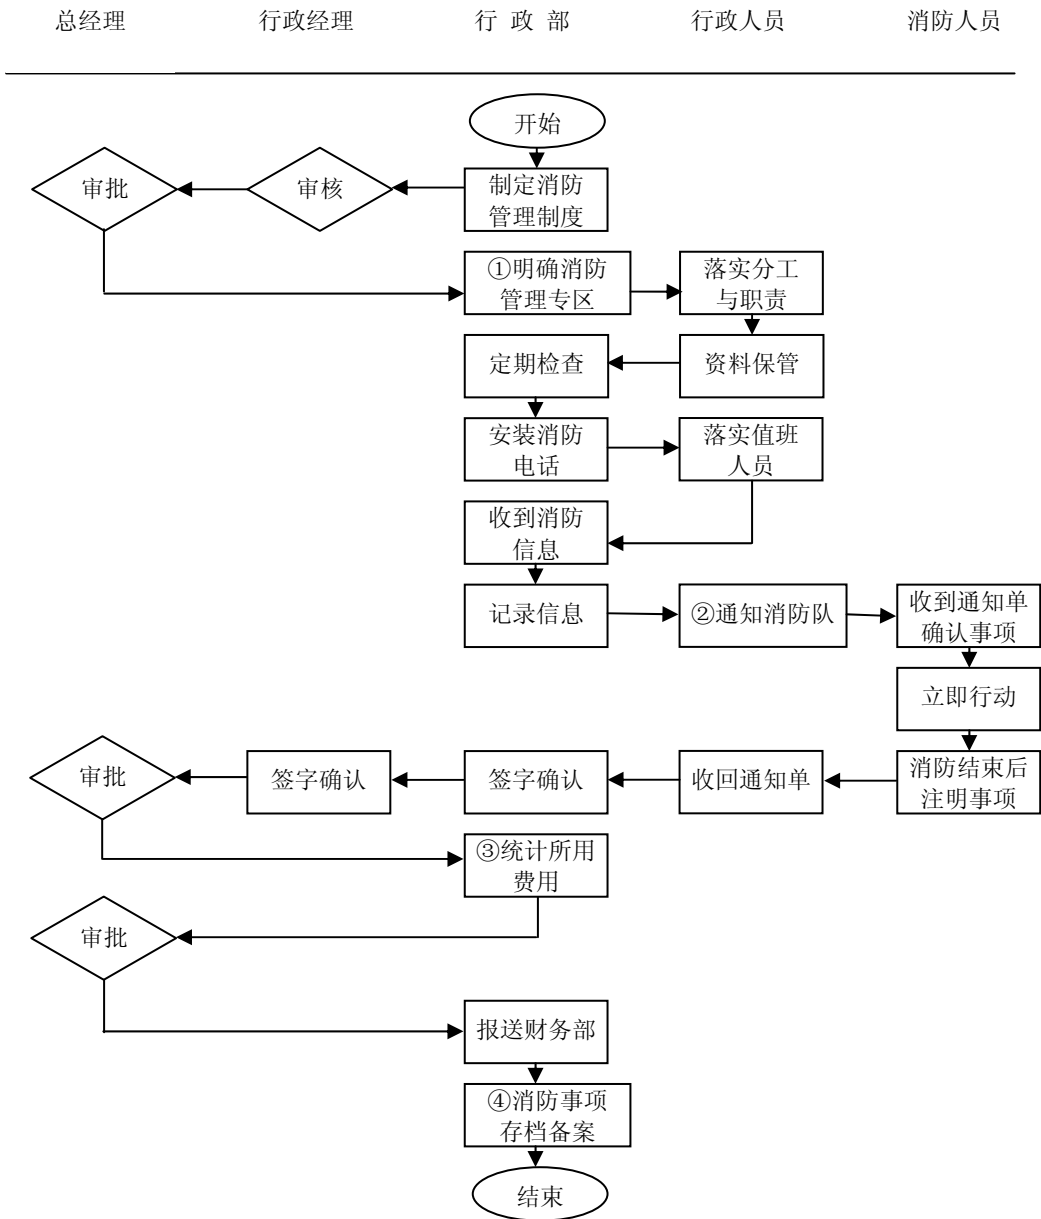 总经理 行政经理 行 政 部 行政人员 消防人员
开始
审批 审核 制定消防
管理制度
①明确消防
管理专区
落实分工
与职责
定期检查 资料保管
安装消防
电话
落实值班
人员
收到消防
信息
记录信息 ②通知消防队 收到通知单
确认事项
立即行动
审批 签字确认 签字确认 收回通知单 消防结束后
注明事项
③统计所用
费用
审批
报送财务部
④消防事项
存档备案
结束